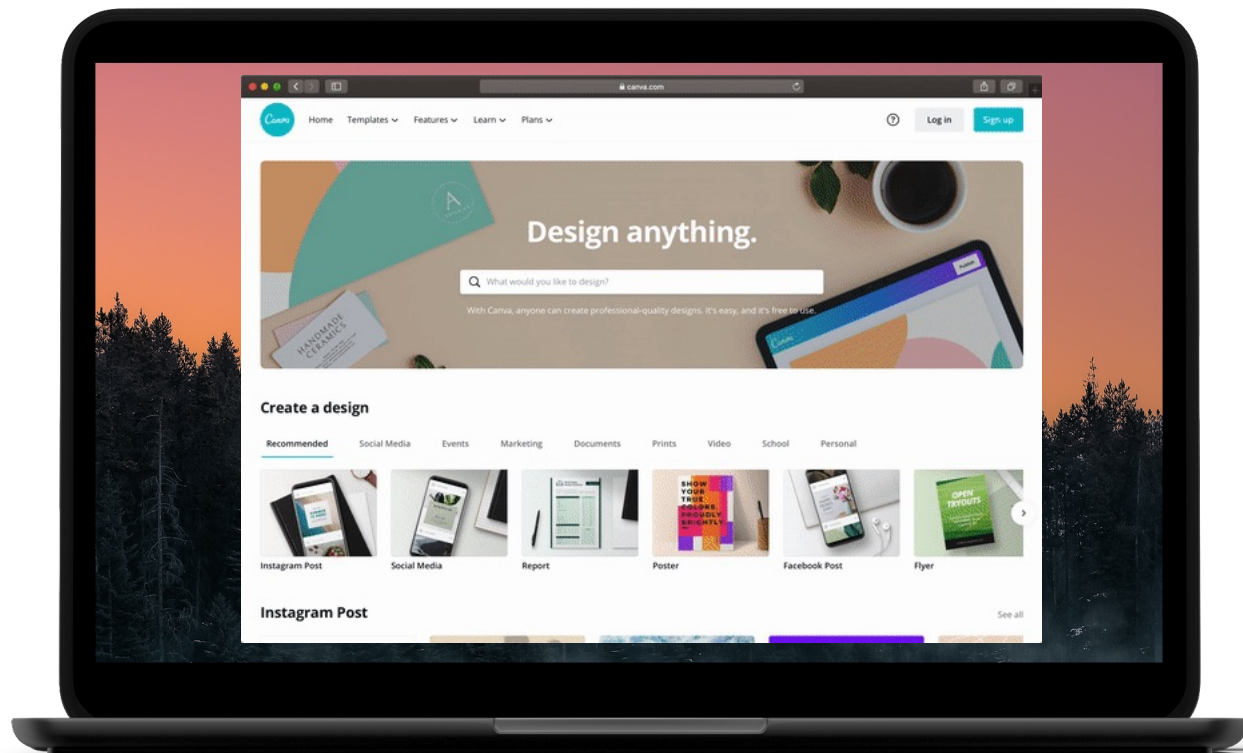 canva.com
Canva Home Templates Features Learn Plans Log in Sign up
A
Design anything.
What would you like to design?
With Canva, anyone can create professional-quality designs. It's easy, and it's free to use.
HANDMADE
CERAMICS
Publish
Canva
Create a design
Recommended Social Media Events Marketing Documents Prints Video School Personal
SHOW
YOUR
TRUE
COLORS.
PROUDLY
BRIGHTLY
OPEN
TRYOUTS
Instagram Post Social Media Report Poster Facebook Post Flyer
Instagram Post See all